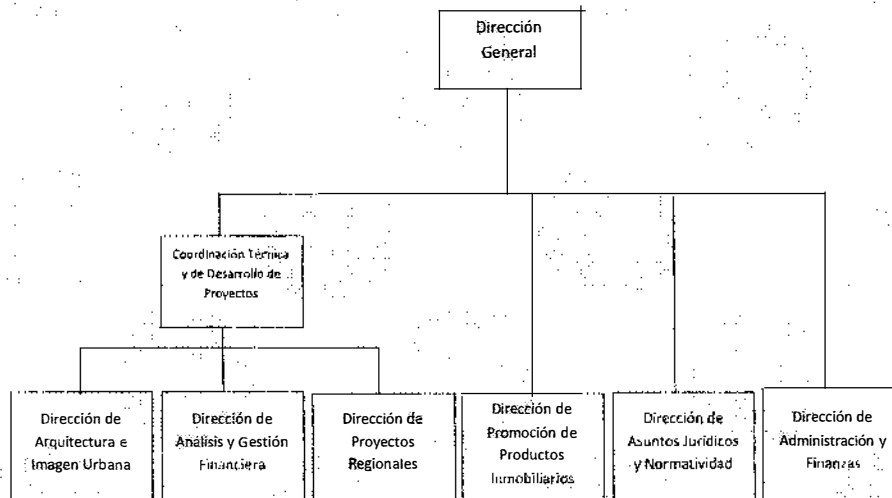 Dirección
General
Coordinación Técnica
y de Desarrollo de
Proyectos
Dirección de
Arquitectura e
Imagen Urbana
Dirección de
Análisis y Gestión
Financiera
Dirección de
Proyectos
Regionales
Dirección de
Promoción de
Productos
Inmobiliarios
Dirección de
Asuntos Jurídicos
y Normatividad
Dirección de
Administración y
Finanzas